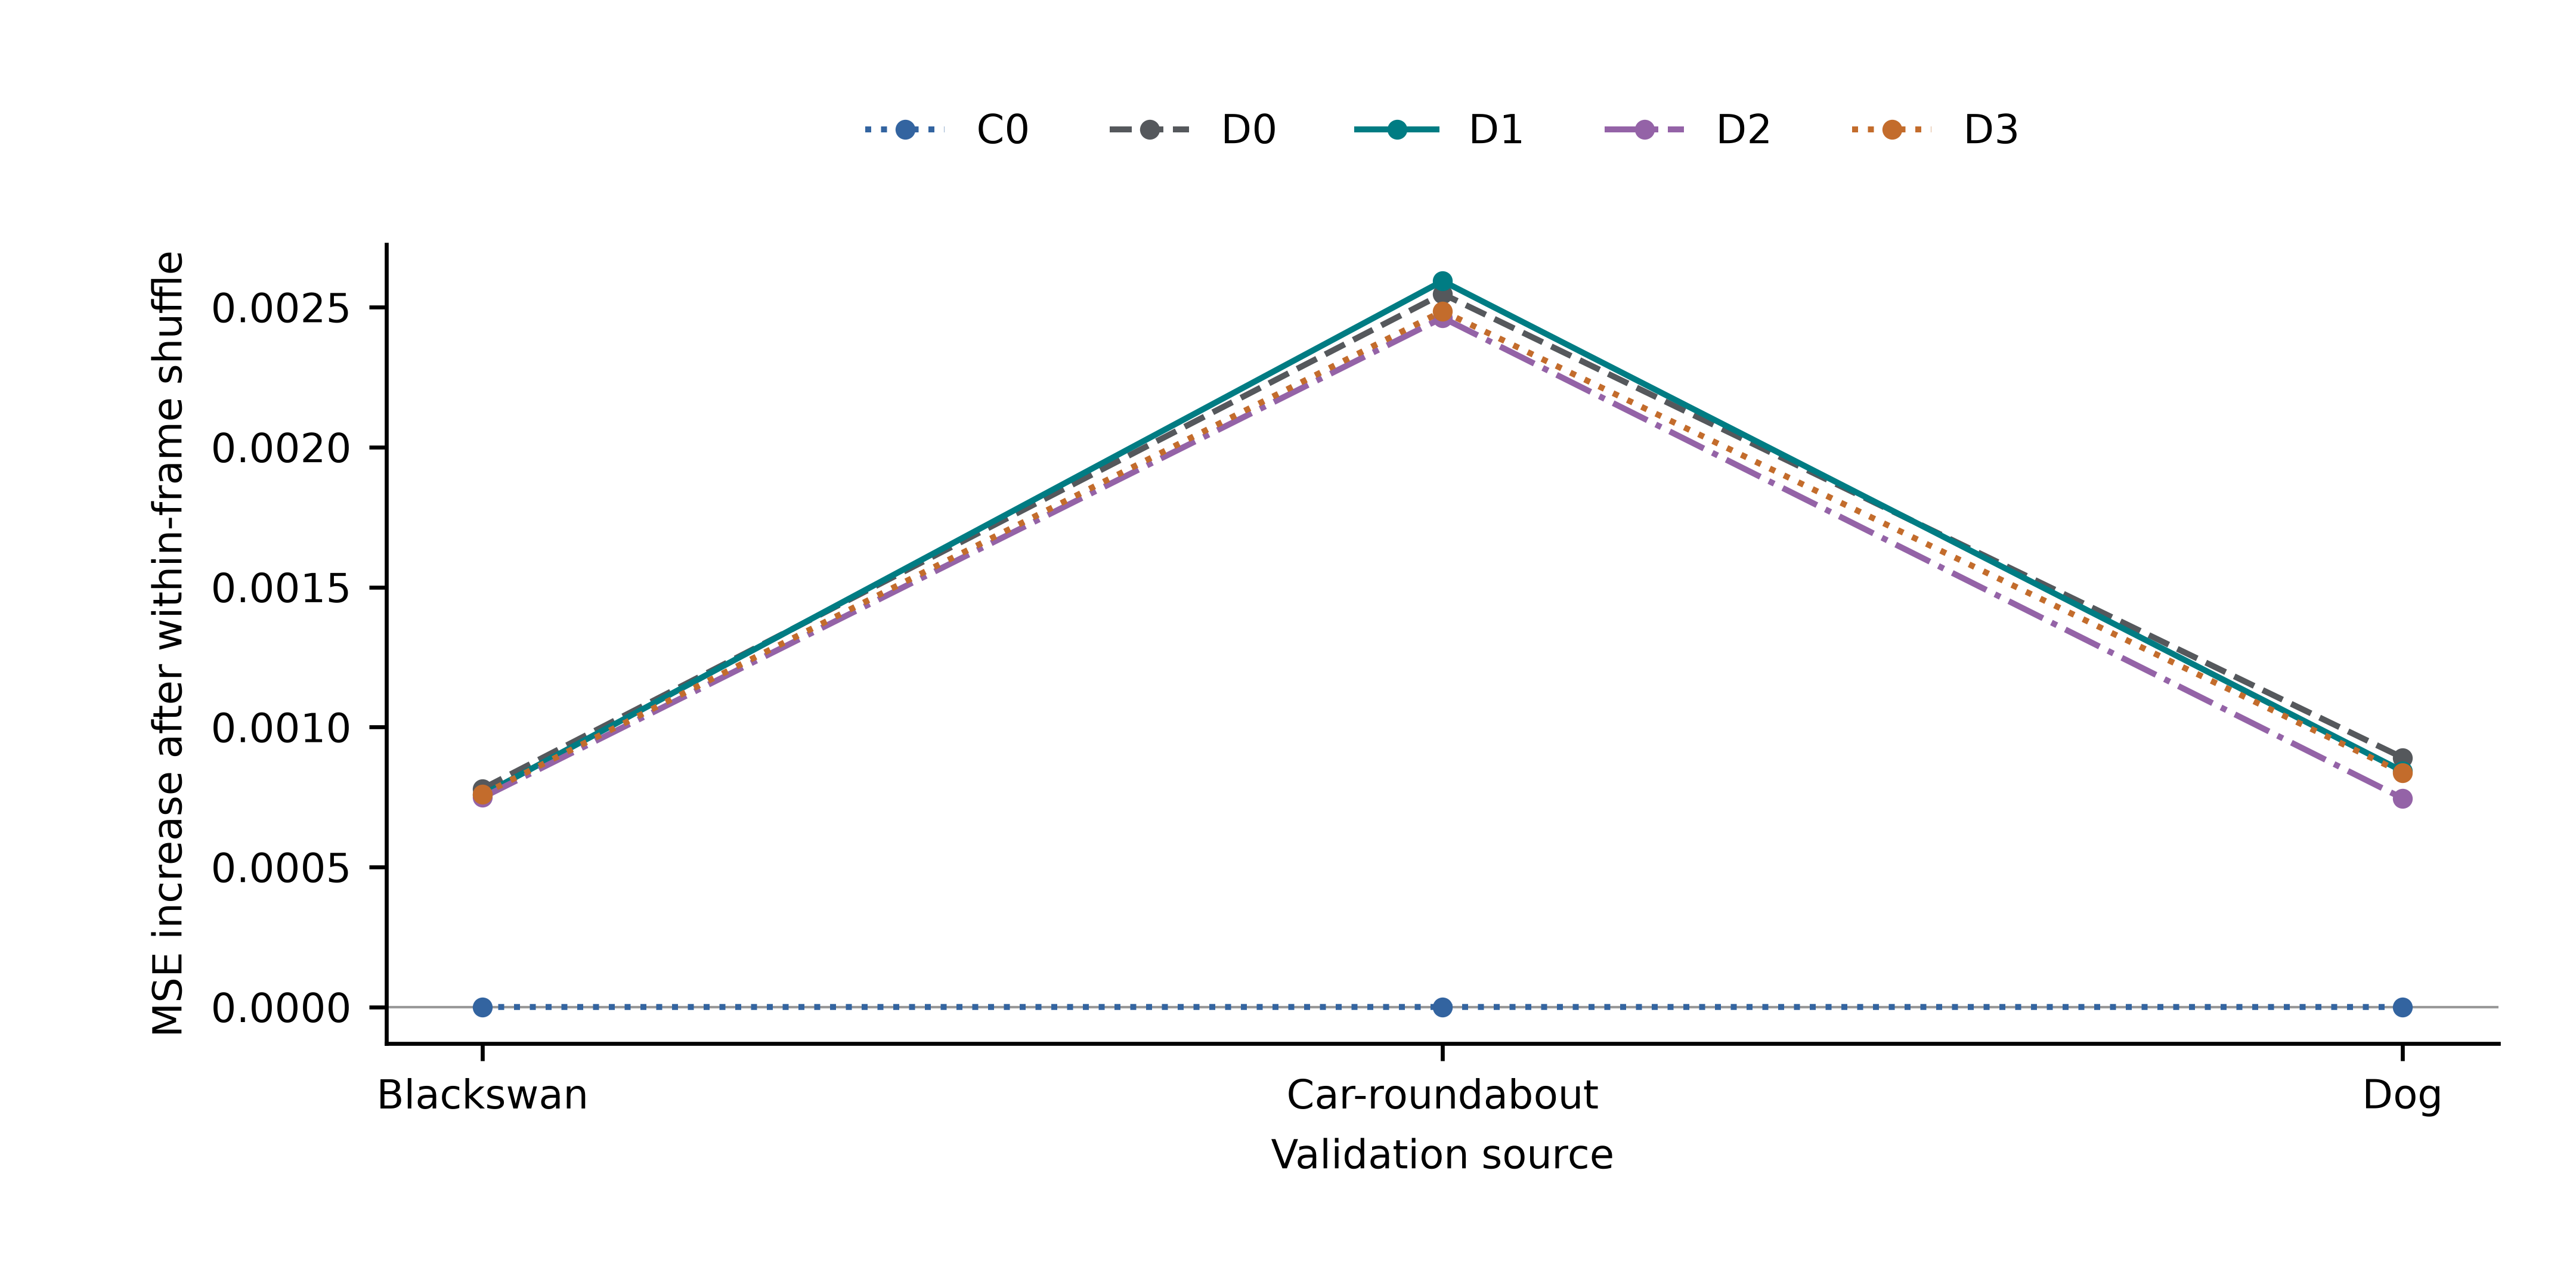 C0 D0 D1 D2 D3
MSE increase after within-frame shuffle
0.0025
0.0020
0.0015
0.0010
0.0005
0.0000
Blackswan Car-roundabout Dog
Validation source